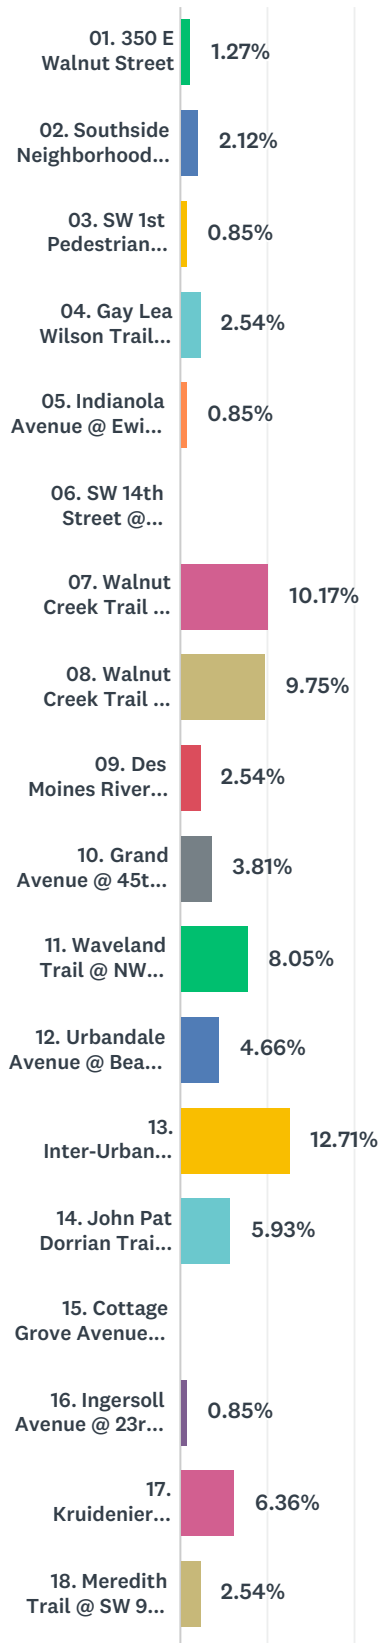 01. 350 E
Walnut Street
1.27%
02. Southside
Neighborhood...
2.12%
03. SW 1st
Pedestrian...
0.85%
04. Gay Lea
Wilson Trail...
2.54%
05. Indianola
Avenue @ Ewi...
0.85%
06. SW 14th
Street @...
07. Walnut
Creek Trail ...
10.17%
08. Walnut
Creek Trail ...
9.75%
09. Des
Moines River...
2.54%
10. Grand
Avenue @ 45t...
3.81%
11. Waveland
Trail @ NW...
8.05%
12. Urbandale
Avenue @ Bea...
4.66%
13.
Inter-Urban...
12.71%
14. John Pat
Dorrian Trai...
5.93%
15. Cottage
Grove Avenue...
16. Ingersoll
Avenue @ 23r...
0.85%
17.
Kruidenier...
6.36%
18. Meredith
Trail @ SW 9...
2.54%